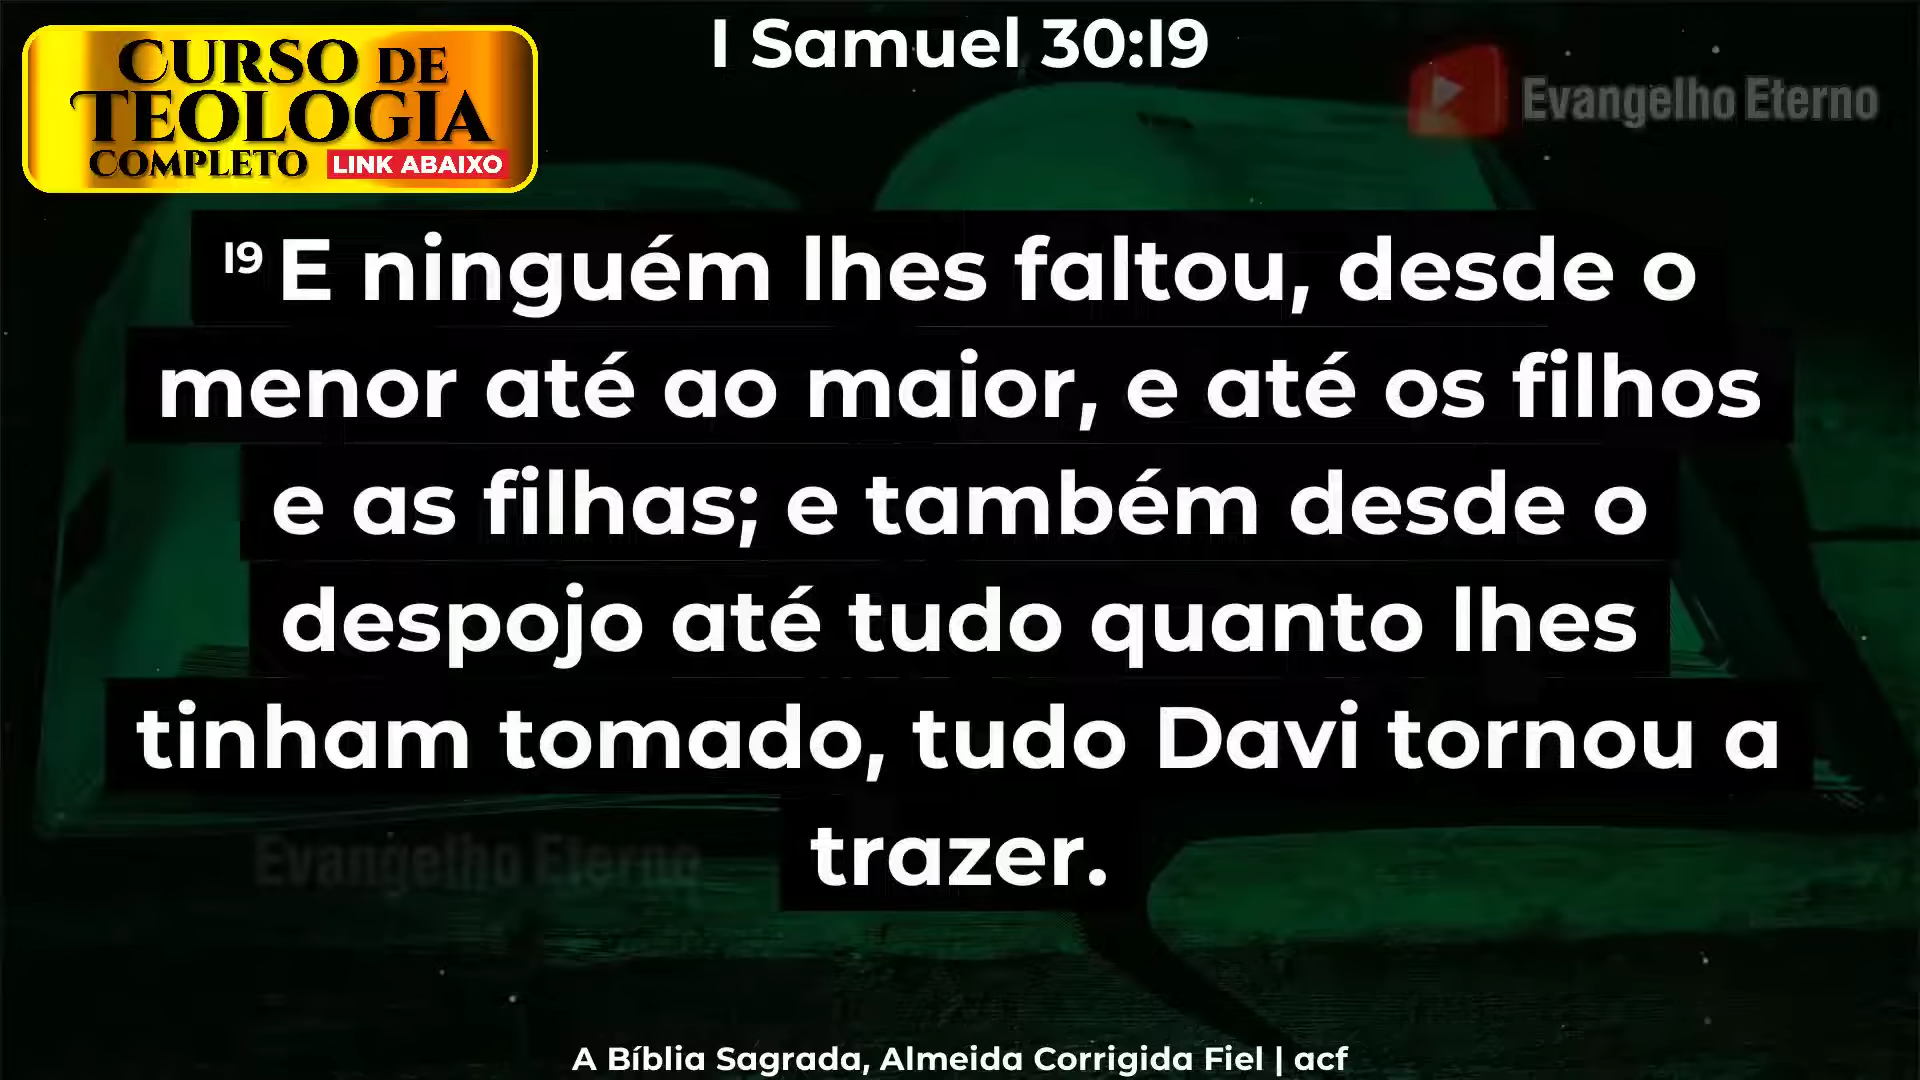 CURSO DE
TEOLOGIA
COMPLETO LINK ABAIXO
I Samuel 30:19
Evangelho Eterno
19 E ninguém lhes faltou, desde o
menor até ao maior, e até os filhos
e as filhas; e também desde o
despojo até tudo quanto lhes
tinham tomado, tudo Davi tornou a
trazer.
Evangelho Eterno
A Bíblia Sagrada, Almeida Corrigida Fiel | acf